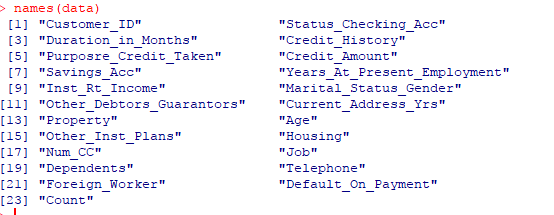 > names(data)
[1] "Customer_ID" "Status_Checking_Acc"
[3] "Duration_in_Months" "Credit_History"
[5] "Purposre_Credit_Taken" "Credit_Amount"
[7] "Savings_Acc" "Years_At_Present_Employment"
[9] "Inst_Rt_Income" "Marital_Status_Gender"
[11] "Other_Debtors_Guarantors" "Current_Address_Yrs"
[13] "Property" "Age"
[15] "Other_Inst_Plans" "Housing"
[17] "Num_CC" "Job"
[19] "Dependents" "Telephone"
[21] "Foreign_Worker" "Default_On_Payment"
[23] "Count"
>